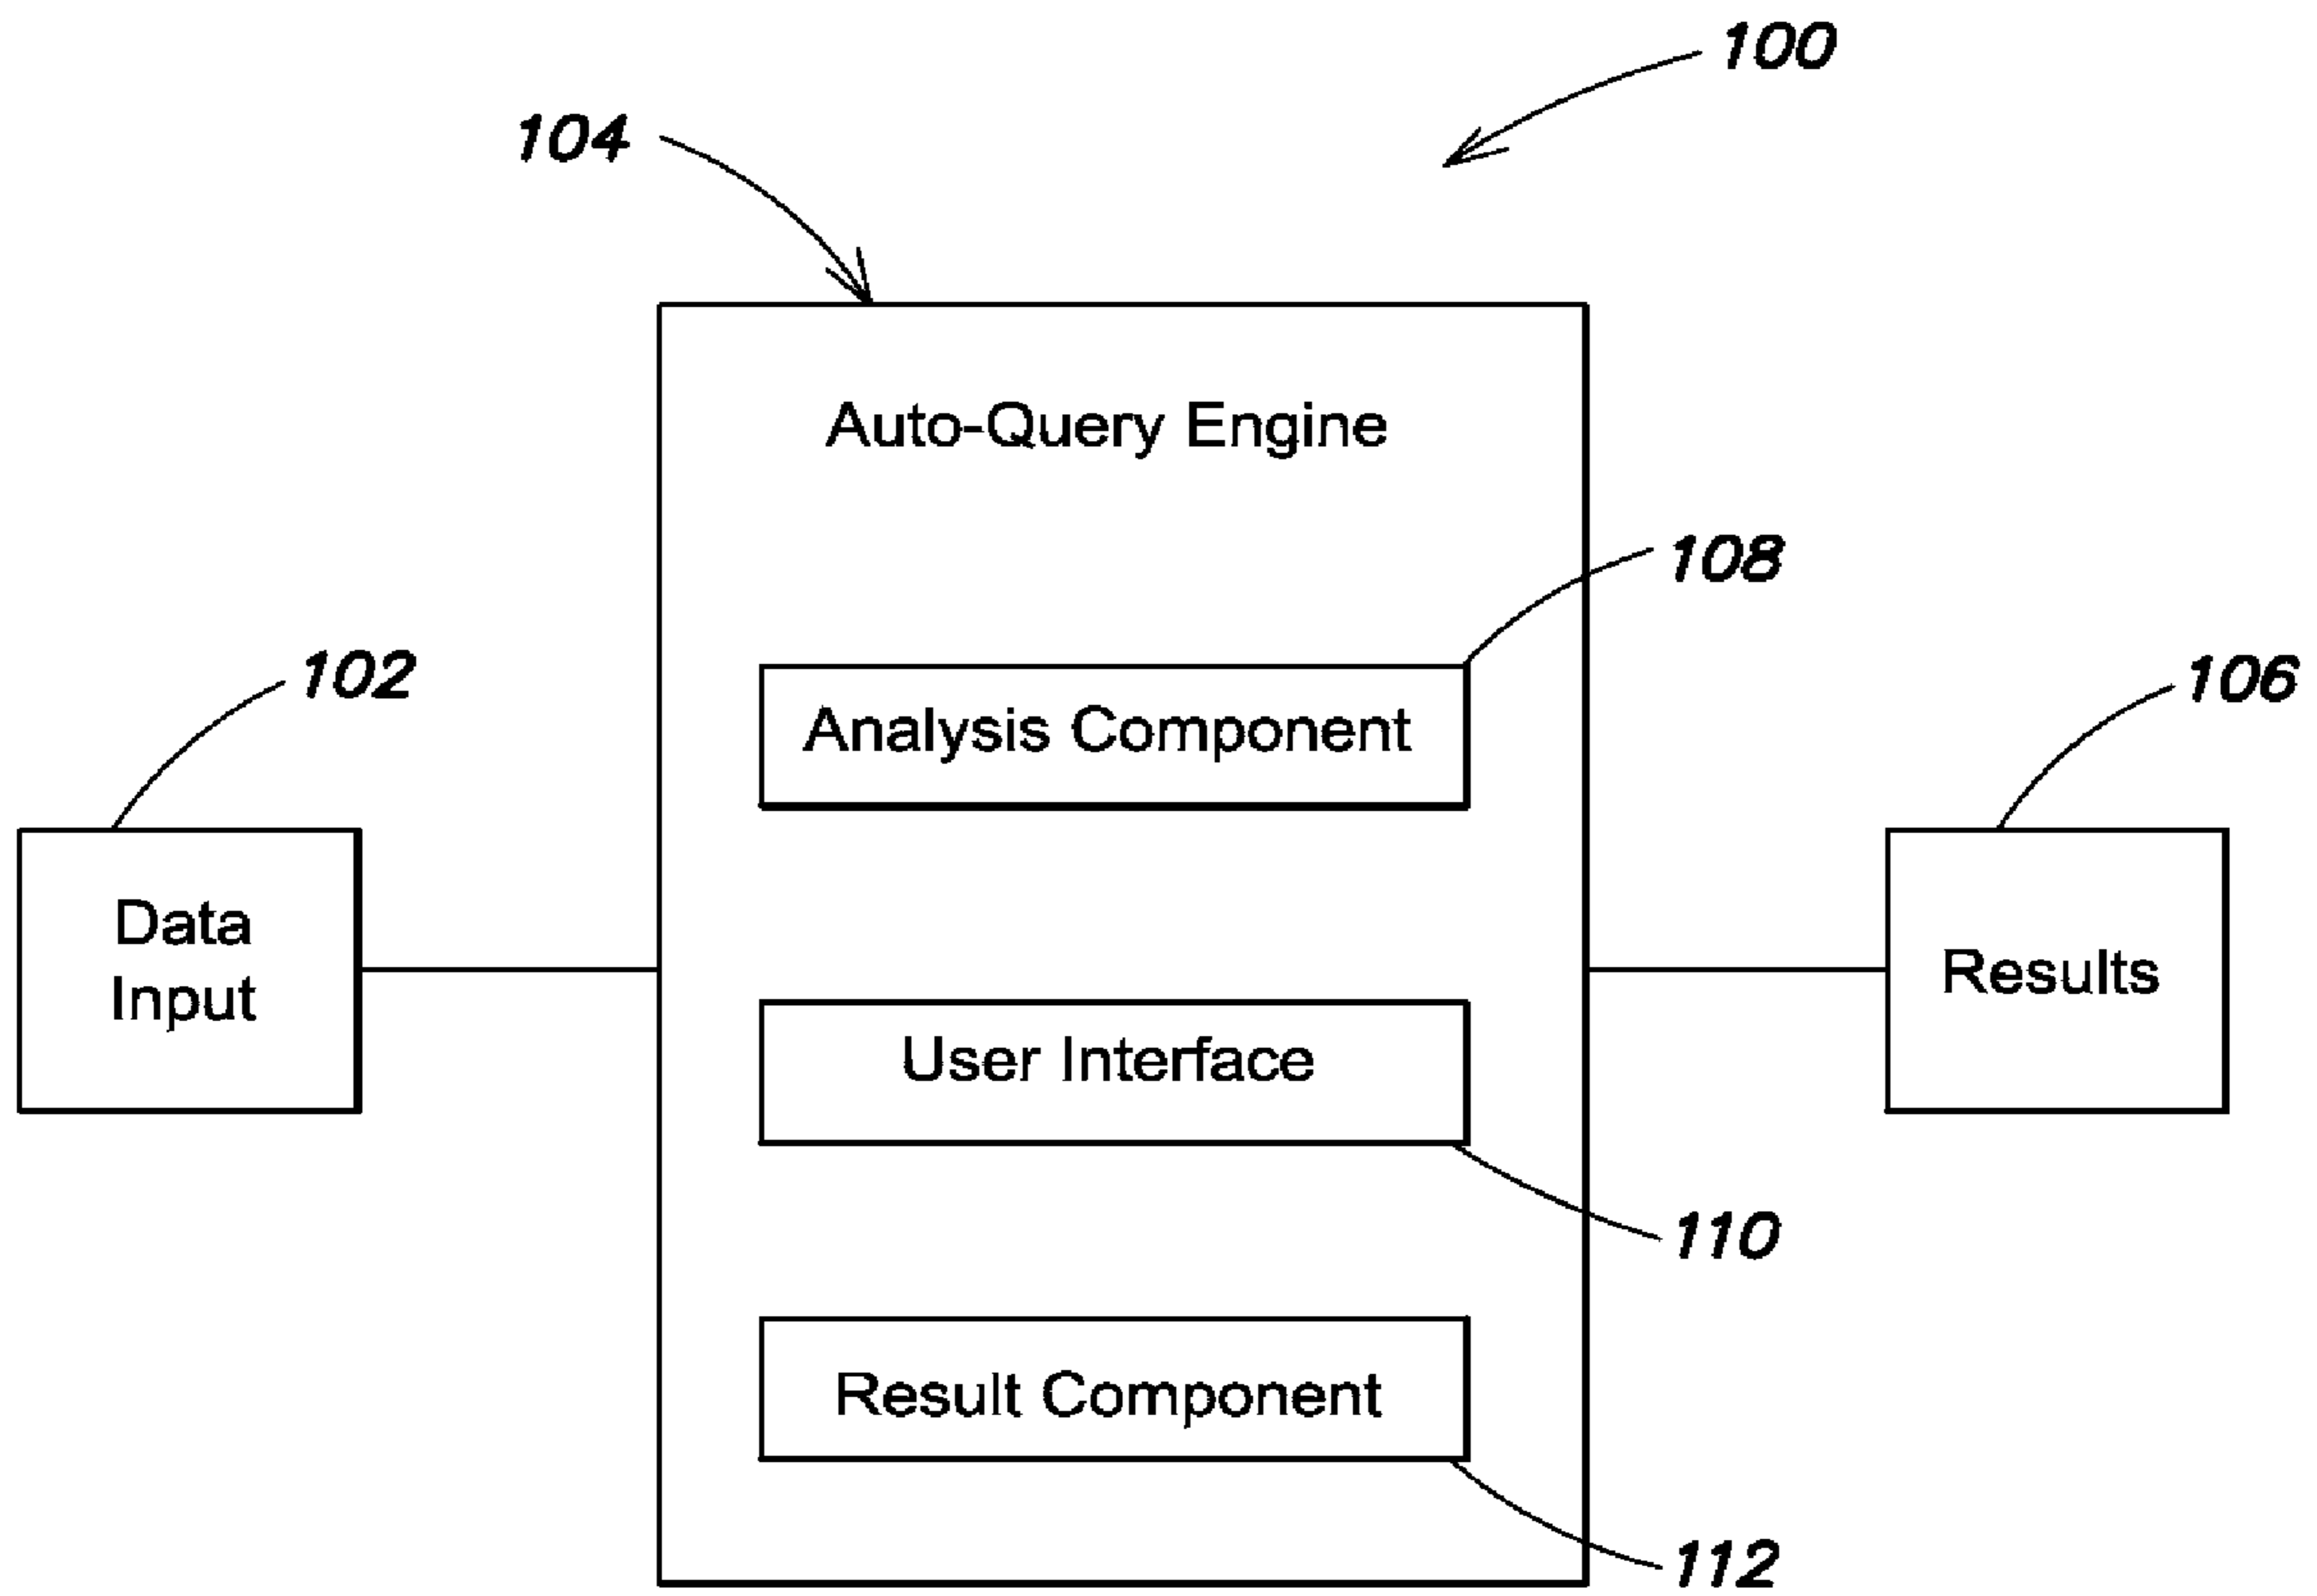 100
104
Auto-Query Engine
108
Analysis Component
102
106
Data
Input
Results
User Interface
110
Result Component
112